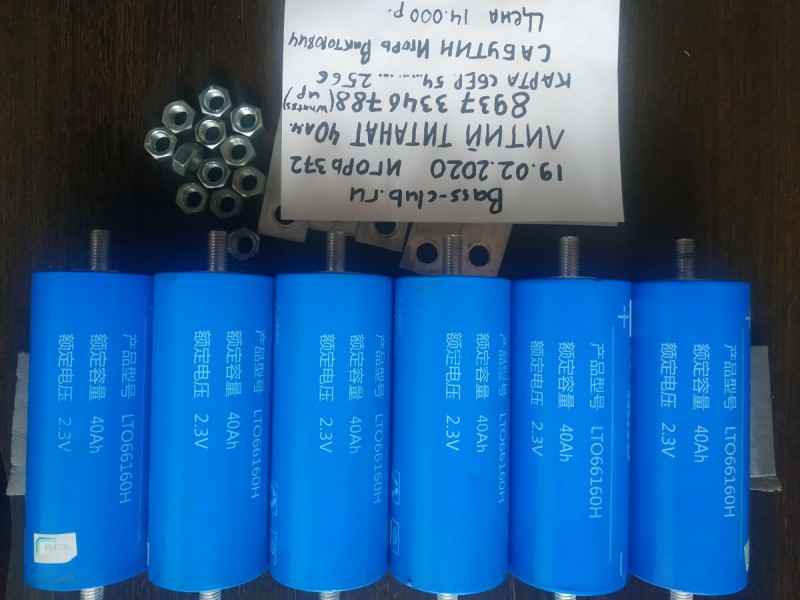 Bass-club.ru
19.02.2020 ИГОРЬ372
ЛИТИЙ ТИТАНАТ 40Ач.
8937 3346 788 (Whatss up)
КАРТА СБЕР. 54........ 2566
САБУТИН Игорь Викторович
Цена 14.000 р.
产品型号 LTO66160H
额定容量 40Ah
额定电压 2.3V
产品型号 LTO66160H
额定容量 40Ah
额定电压 2.3V
产品型号 LTO66160H
额定容量 40Ah
额定电压 2.3V
产品型号 LTO66160H
额定容量 40Ah
额定电压 2.3V
+
产品型号 LTO66160H
额定容量 40Ah
额定电压 2.3V
+
产品型号 LTO66160H
额定容量 40Ah
额定电压 2.3V